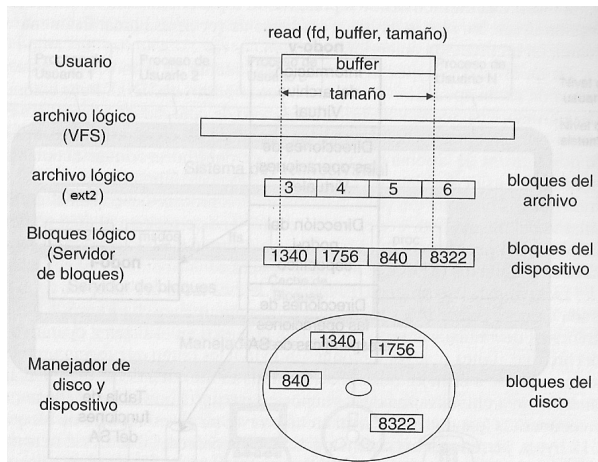 read (fd, buffer, tamaño)
Usuario
buffer
tamaño
archivo lógico
(VFS)
archivo lógico
(ext2)
3 4 5 6
bloques del
archivo
Bloques lógico
(Servidor
de bloques)
1340 1756 840 8322
bloques del
dispositivo
Manejador de
disco y
dispositivo
1340
1756
840
8322
bloques del
disco